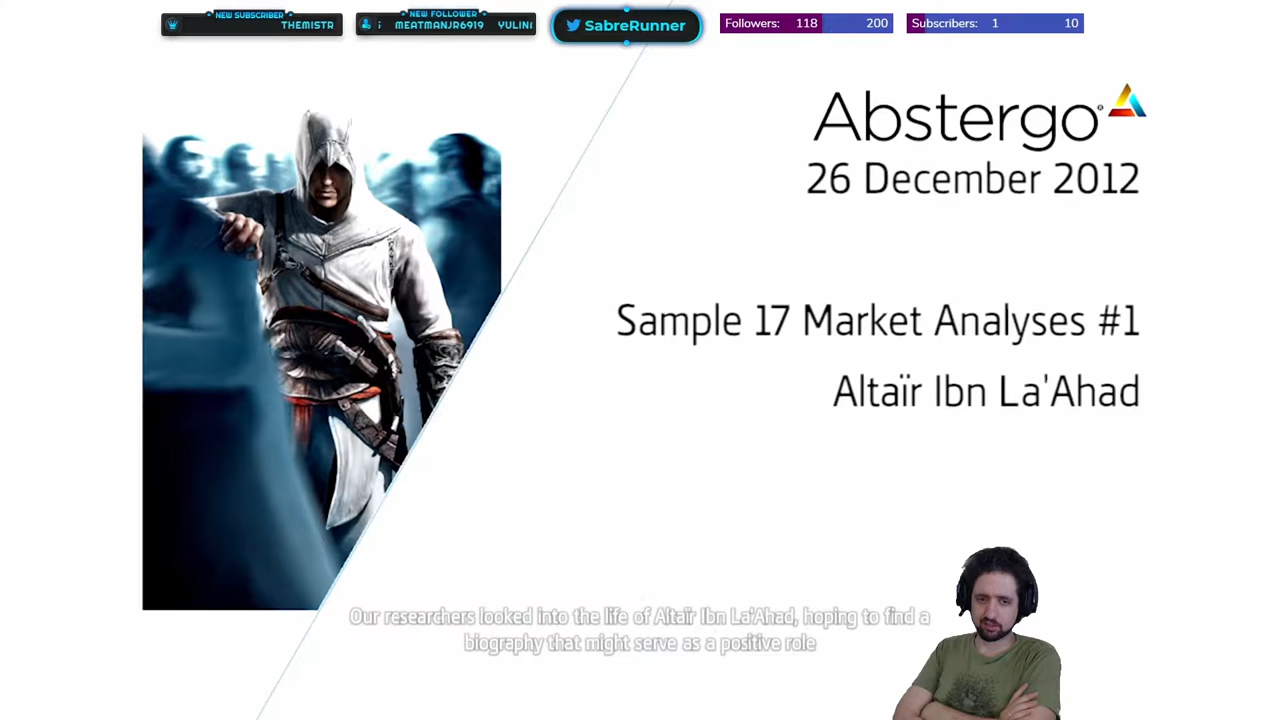 NEW SUBSCRIBER
THEMISTR
NEW FOLLOWER
MEATMANJR6919
SabreRunner
Followers: 118 200
Subscribers: 1 10
Abstergo
26 December 2012
Sample 17 Market Analyses #1
Altaïr Ibn La'Ahad
Our researchers looked into the life of Altaïr Ibn La'Ahad, hoping to find a
biography that might serve as a positive role